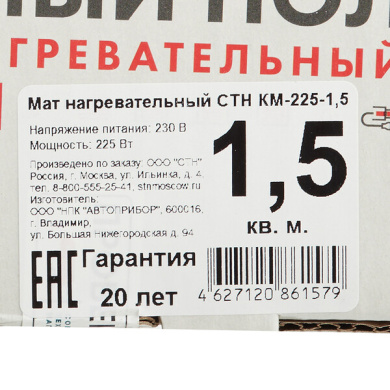 НАГРЕВАТЕЛЬНЫЙ
Мат нагревательный СТН КМ-225-1,5
Напряжение питания: 230 В
Мощность: 225 Вт
Произведено по заказу: ООО "СТН"
Россия, г. Москва, ул. Ильинка, д. 4,
тел. 8-800-555-25-41, stnmoscow.ru
Изготовитель:
ООО "НПК "АВТОПРИБОР", 600016,
г. Владимир,
ул. Большая Нижегородская д. 94
1,5
КВ. М.
EAC
Гарантия
20 лет
4 627120 861579